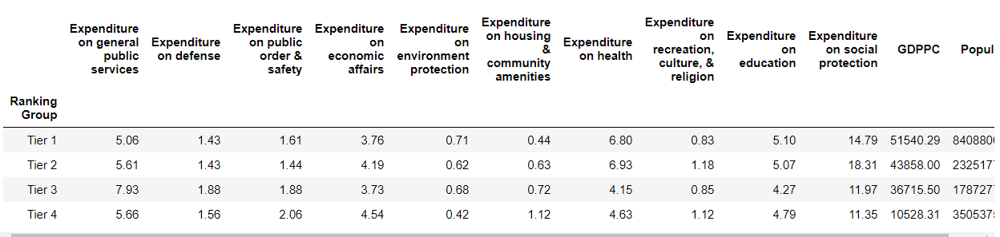 Expenditure on general public services Expenditure on defense Expenditure on public order & safety Expenditure on economic affairs Expenditure on environment protection Expenditure on housing & community amenities Expenditure on health Expenditure on recreation, culture, & religion Expenditure on education Expenditure on social protection GDPPC Popul
Ranking Group
Tier 1 5.06 1.43 1.61 3.76 0.71 0.44 6.80 0.83 5.10 14.79 51540.29 840880
Tier 2 5.61 1.43 1.44 4.19 0.62 0.63 6.93 1.18 5.07 18.31 43858.00 232517
Tier 3 7.93 1.88 1.88 3.73 0.68 0.72 4.15 0.85 4.27 11.97 36715.50 178727
Tier 4 5.66 1.56 2.06 4.54 0.42 1.12 4.63 1.12 4.79 11.35 10528.31 350537